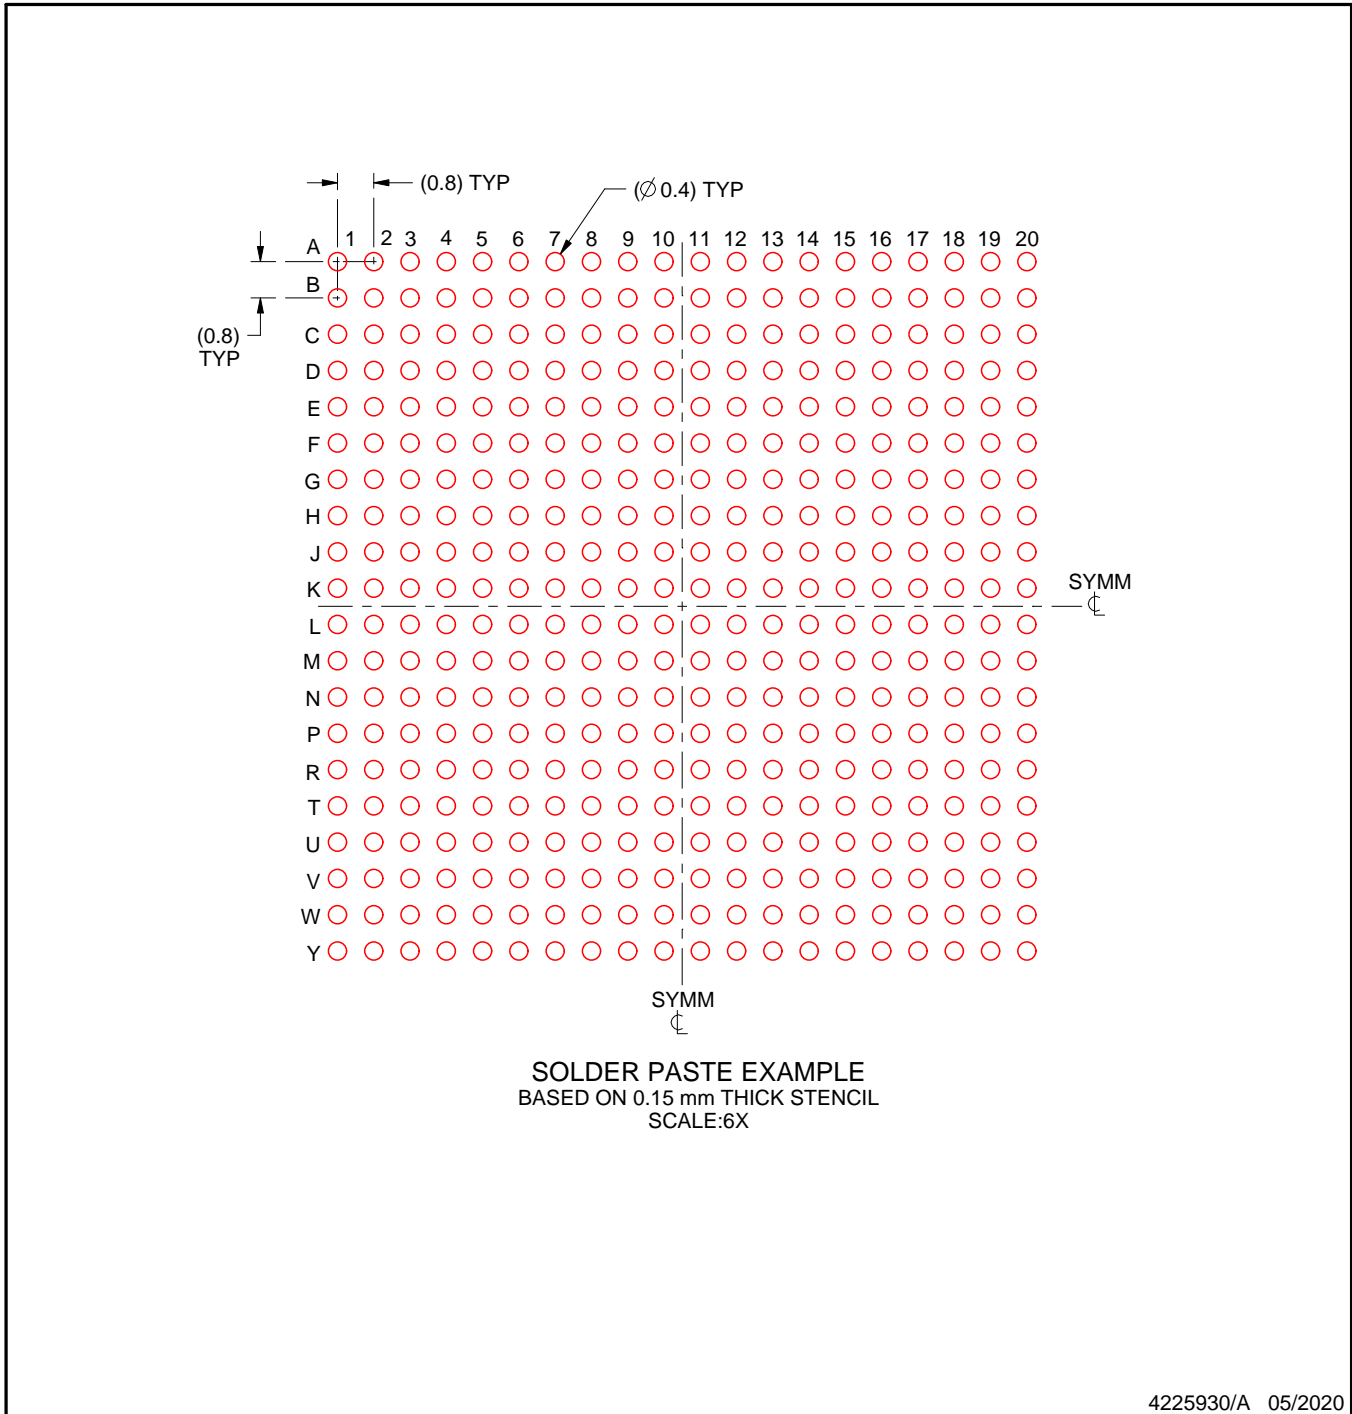 (0.8) TYP
(∅ 0.4) TYP
1 2 3 4 5 6 7 8 9 10 11 12 13 14 15 16 17 18 19 20
A
B
(0.8)
TYP
C
D
E
F
G
H
J
K
SYMM
℄
L
M
N
P
R
T
U
V
W
Y
SYMM
℄
SOLDER PASTE EXAMPLE
BASED ON 0.15 mm THICK STENCIL
SCALE:6X
4225930/A 05/2020